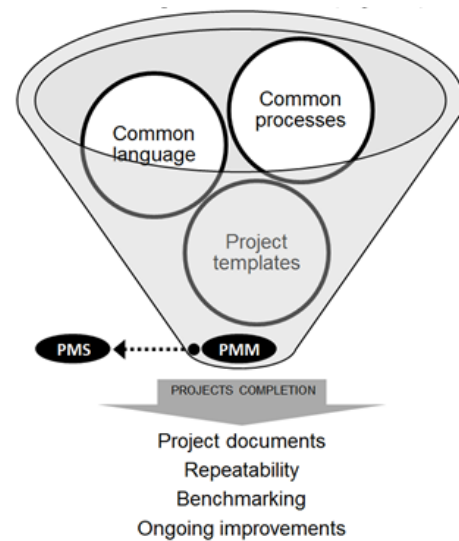 Common
processes
Common
language
Project
templates
PMS
PMM
PROJECTS COMPLETION
Project documents
Repeatability
Benchmarking
Ongoing improvements